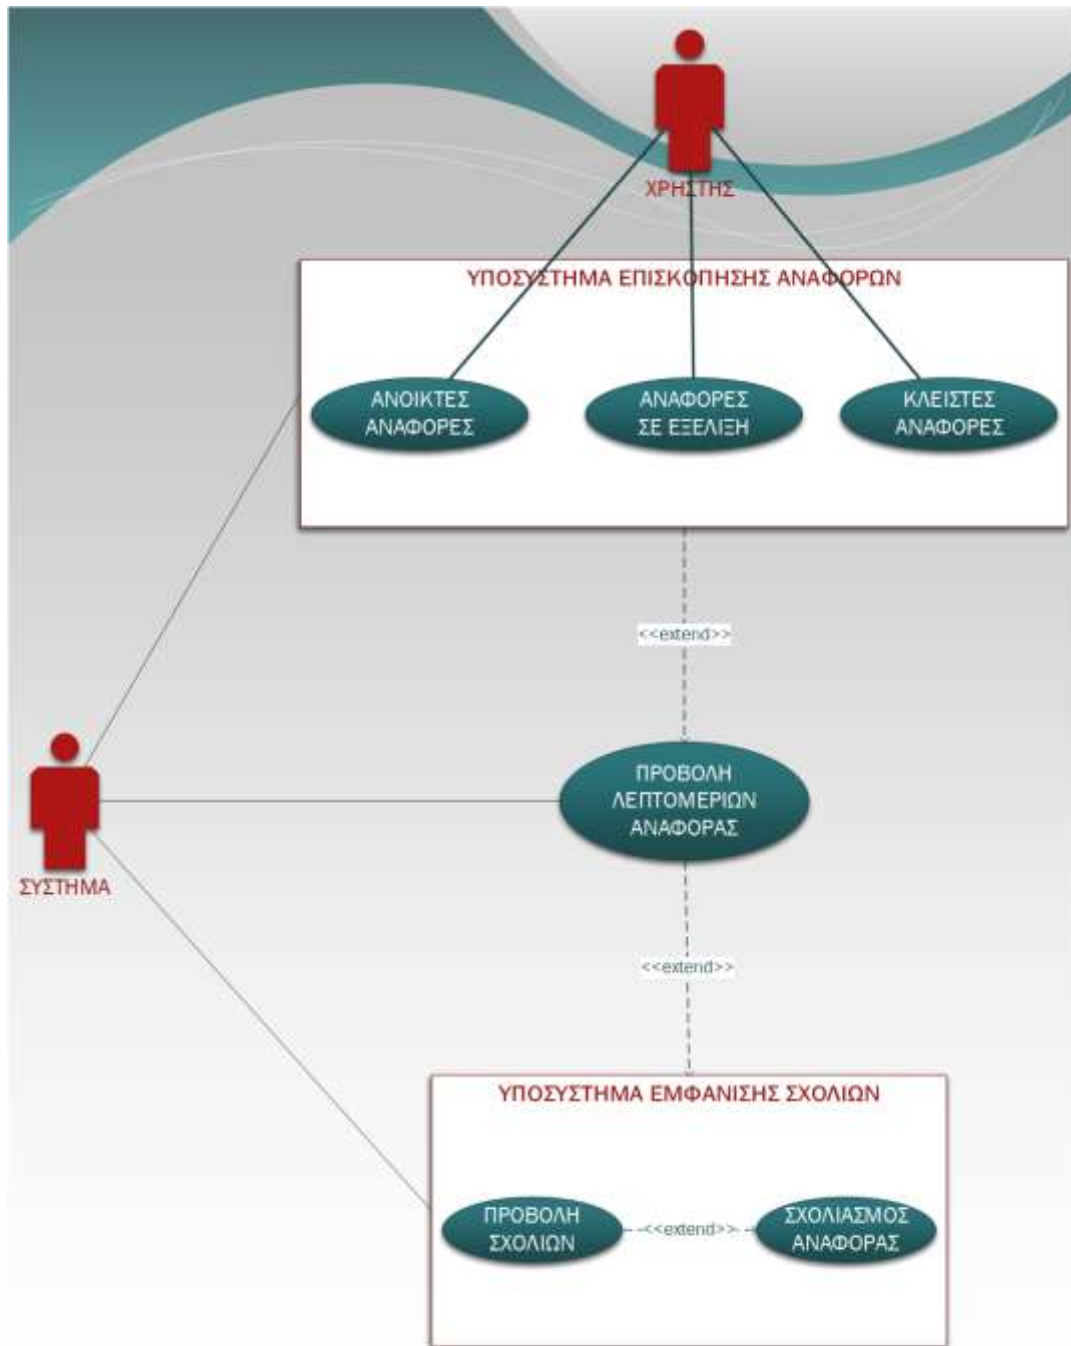 ΧΡΗΣΤΗΣ
ΥΠΟΣΥΣΤΗΜΑ ΕΠΙΣΚΟΠΗΣΗΣ ΑΝΑΦΟΡΩΝ
ΑΝΟΙΚΤΕΣ
ΑΝΑΦΟΡΕΣ
ΑΝΑΦΟΡΕΣ
ΣΕ ΕΞΕΛΙΞΗ
ΚΛΕΙΣΤΕΣ
ΑΝΑΦΟΡΕΣ
<<extend>>
ΠΡΟΒΟΛΗ
ΛΕΠΤΟΜΕΡΙΩΝ
ΑΝΑΦΟΡΑΣ
ΣΥΣΤΗΜΑ
<<extend>>
ΥΠΟΣΥΣΤΗΜΑ ΕΜΦΑΝΙΣΗΣ ΣΧΟΛΙΩΝ
ΠΡΟΒΟΛΗ
ΣΧΟΛΙΩΝ
<<extend>>
ΣΧΟΛΙΑΣΜΟΣ
ΑΝΑΦΟΡΑΣ